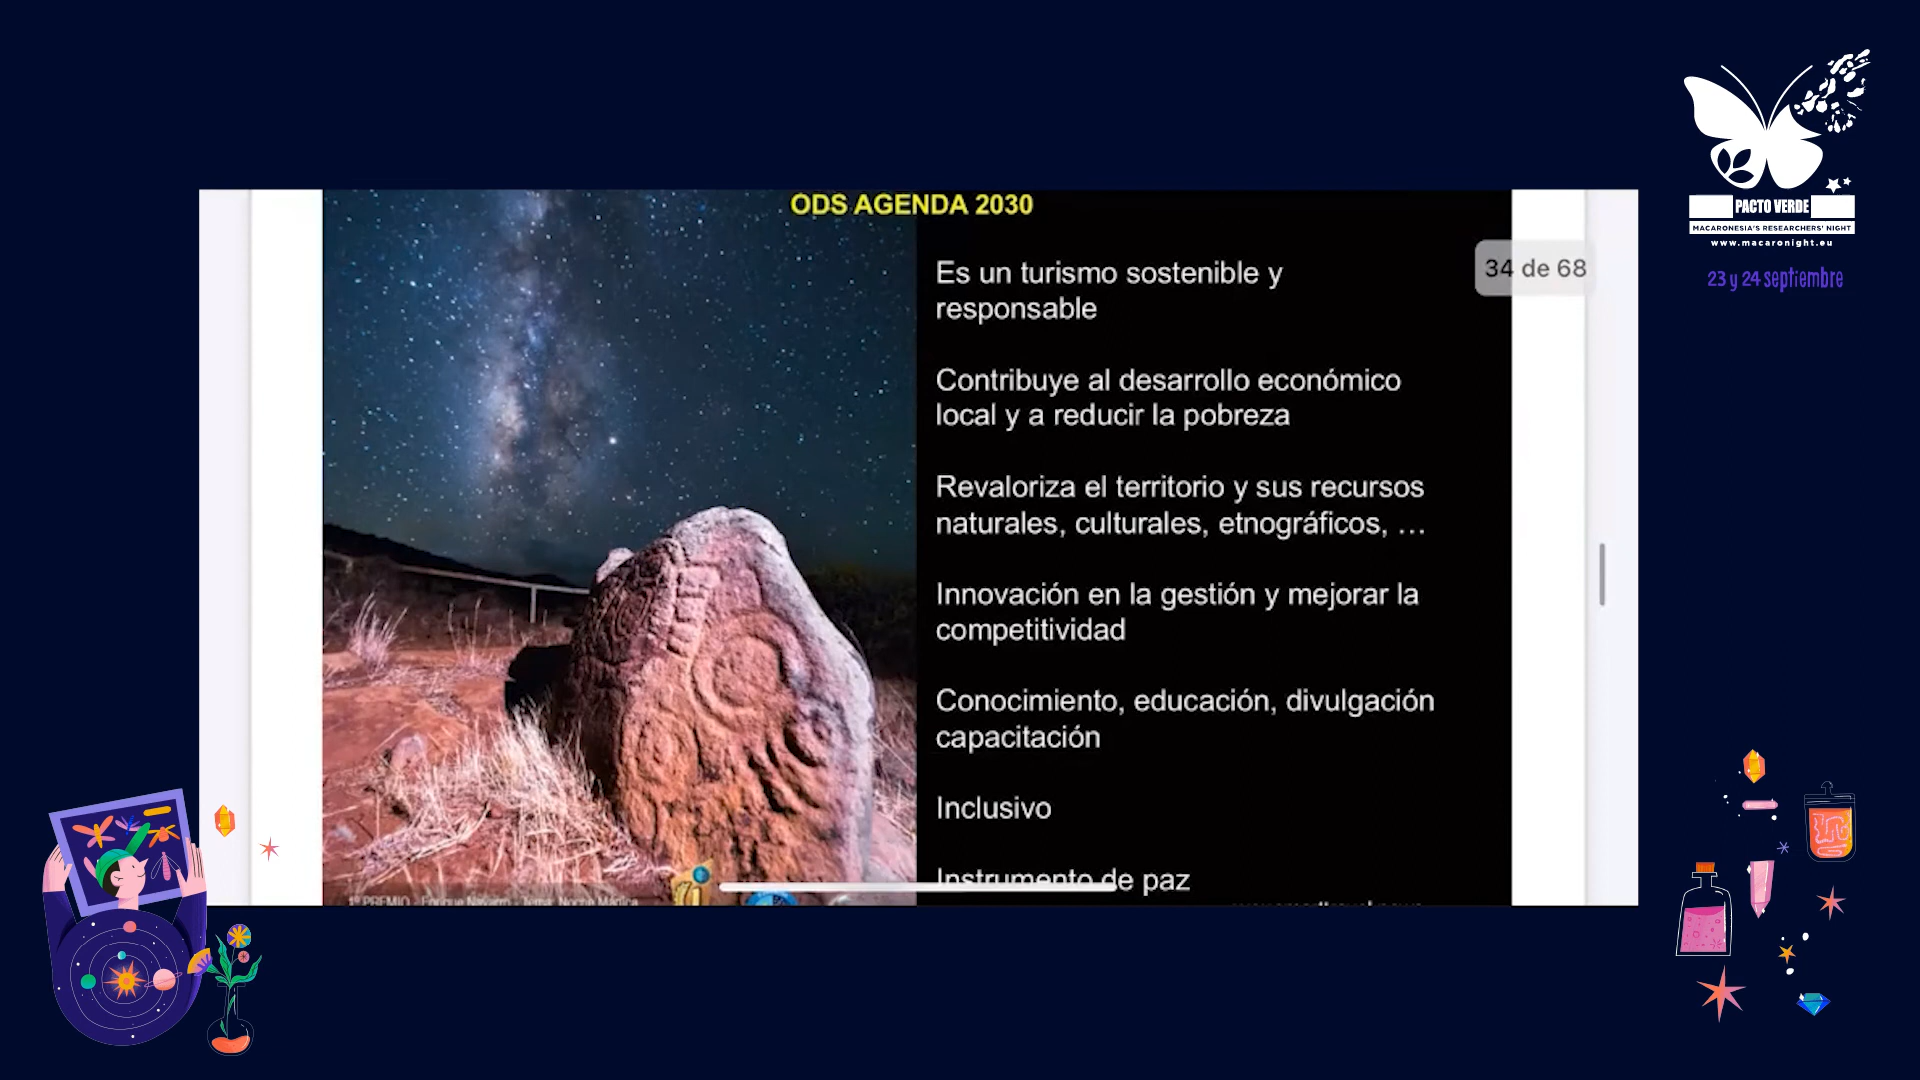 ODS AGENDA 2030
Es un turismo sostenible y
responsable
Contribuye al desarrollo económico
local y a reducir la pobreza
Revaloriza el territorio y sus recursos
naturales, culturales, etnográficos, …
Innovación en la gestión y mejorar la
competitividad
Conocimiento, educación, divulgación
capacitación
Inclusivo
Instrumento de paz
34 de 68
PACTO VERDE
MACARONESIA'S RESEARCHERS' NIGHT
www.macaronight.eu
23 y 24 septiembre